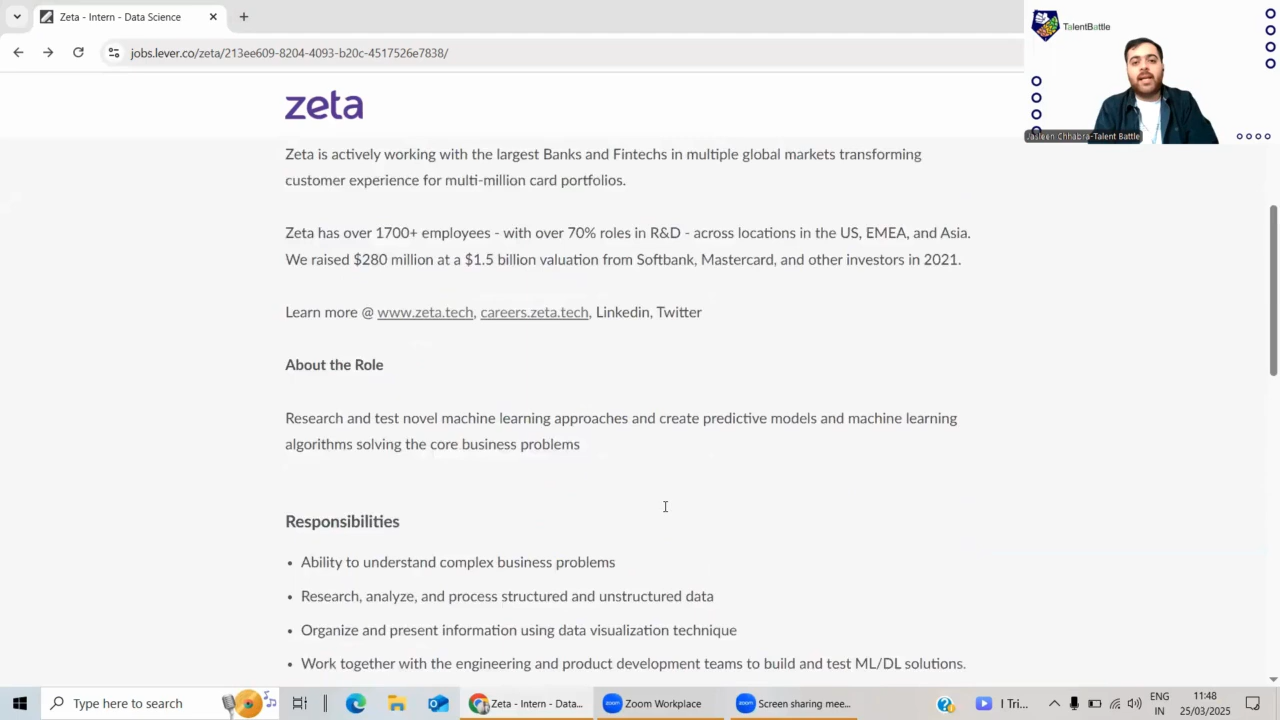 Zeta - Intern - Data Science
jobs.lever.co/zeta/213ee609-8204-4093-b20c-4517526e7838/
TalentBattle
Jasleen Chhabra-Talent Battle
zeta
Zeta is actively working with the largest Banks and Fintechs in multiple global markets transforming
customer experience for multi-million card portfolios.
Zeta has over 1700+ employees - with over 70% roles in R&D - across locations in the US, EMEA, and Asia.
We raised $280 million at a $1.5 billion valuation from Softbank, Mastercard, and other investors in 2021.
Learn more @ www.zeta.tech, careers.zeta.tech, Linkedin, Twitter
About the Role
Research and test novel machine learning approaches and create predictive models and machine learning
algorithms solving the core business problems
Responsibilities
• Ability to understand complex business problems
• Research, analyze, and process structured and unstructured data
• Organize and present information using data visualization technique
• Work together with the engineering and product development teams to build and test ML/DL solutions.
Type here to search
Zeta - Intern - Data...
zoom Zoom Workplace
zoom Screen sharing mee...
I Tri...
ENG
IN
11:48
25/03/2025